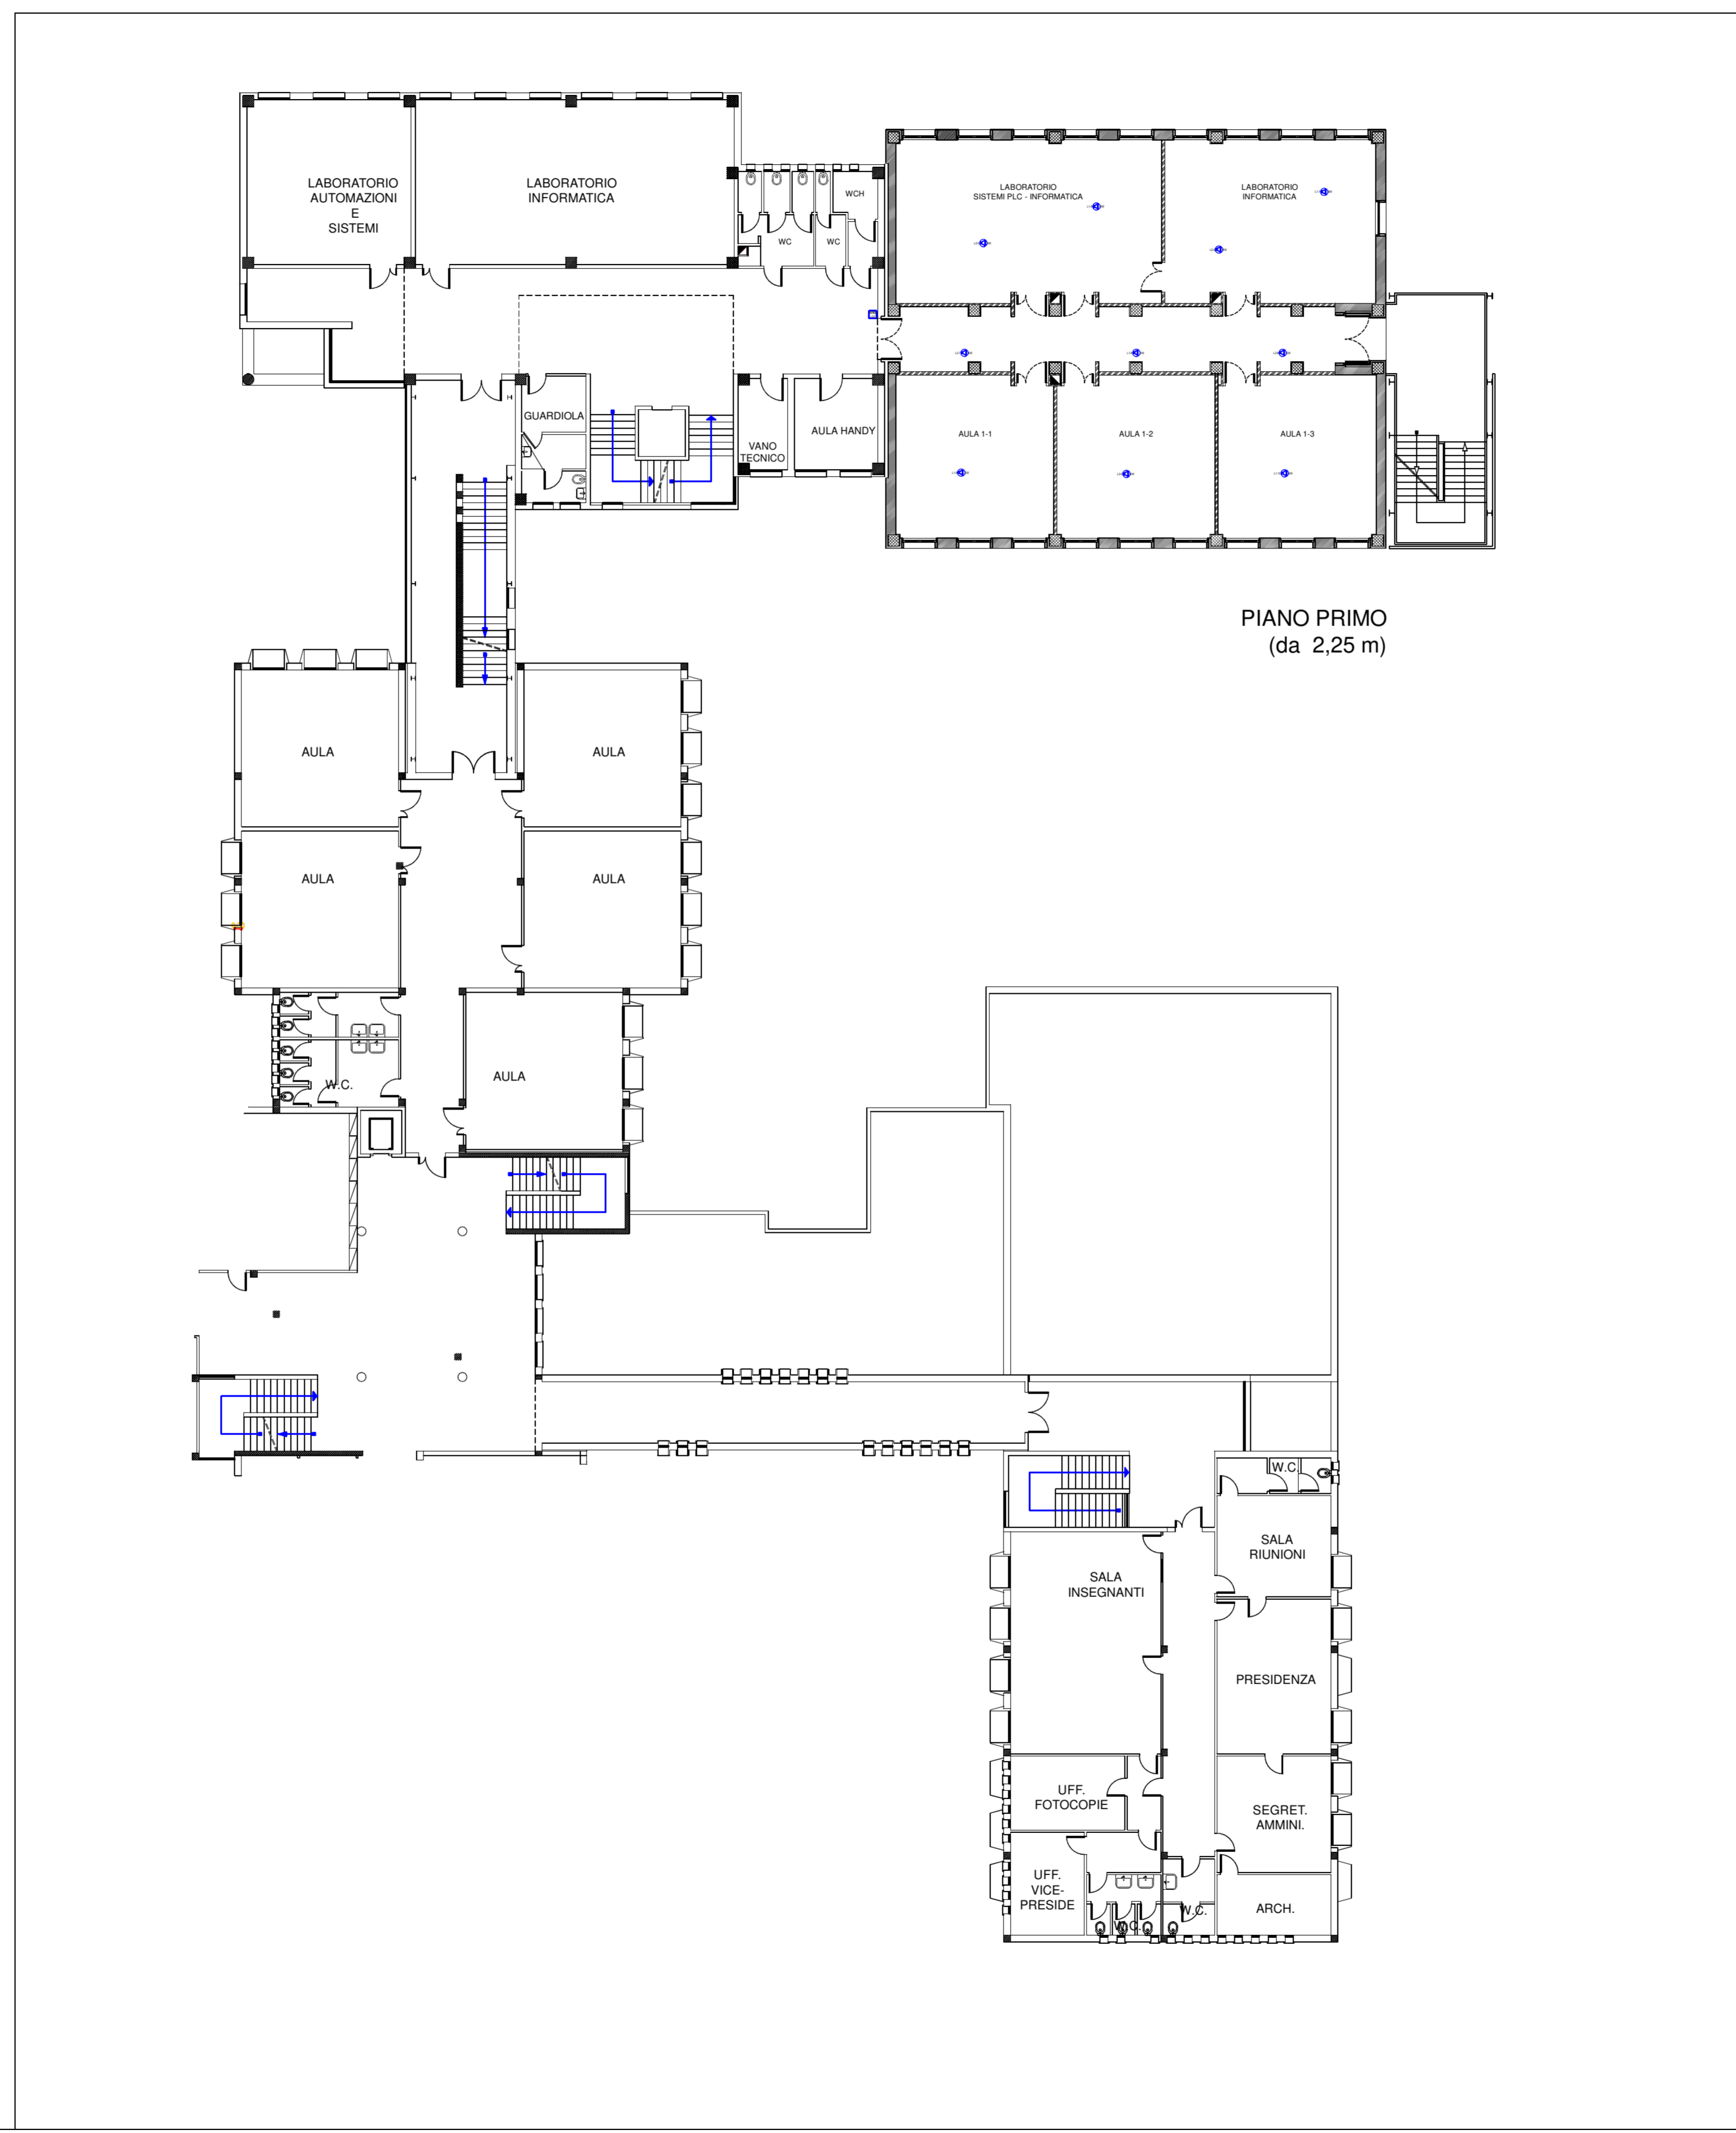 LABORATORIO
AUTOMAZIONI
E
SISTEMI
LABORATORIO
INFORMATICA
WCH
WC
WC
LABORATORIO
SISTEMI PLC - INFORMATICA
LABORATORIO
INFORMATICA
GUARDIOLA
VANO
TECNICO
AULA HANDY
AULA 1-1
AULA 1-2
AULA 1-3
PIANO PRIMO
(da 2,25 m)
AULA
AULA
AULA
AULA
W.C.
AULA
W.C.
SALA
RIUNIONI
SALA
INSEGNANTI
PRESIDENZA
UFF.
FOTOCOPIE
SEGRET.
AMMINI.
UFF.
VICE-
PRESIDE
W.C.
W.C.
ARCH.